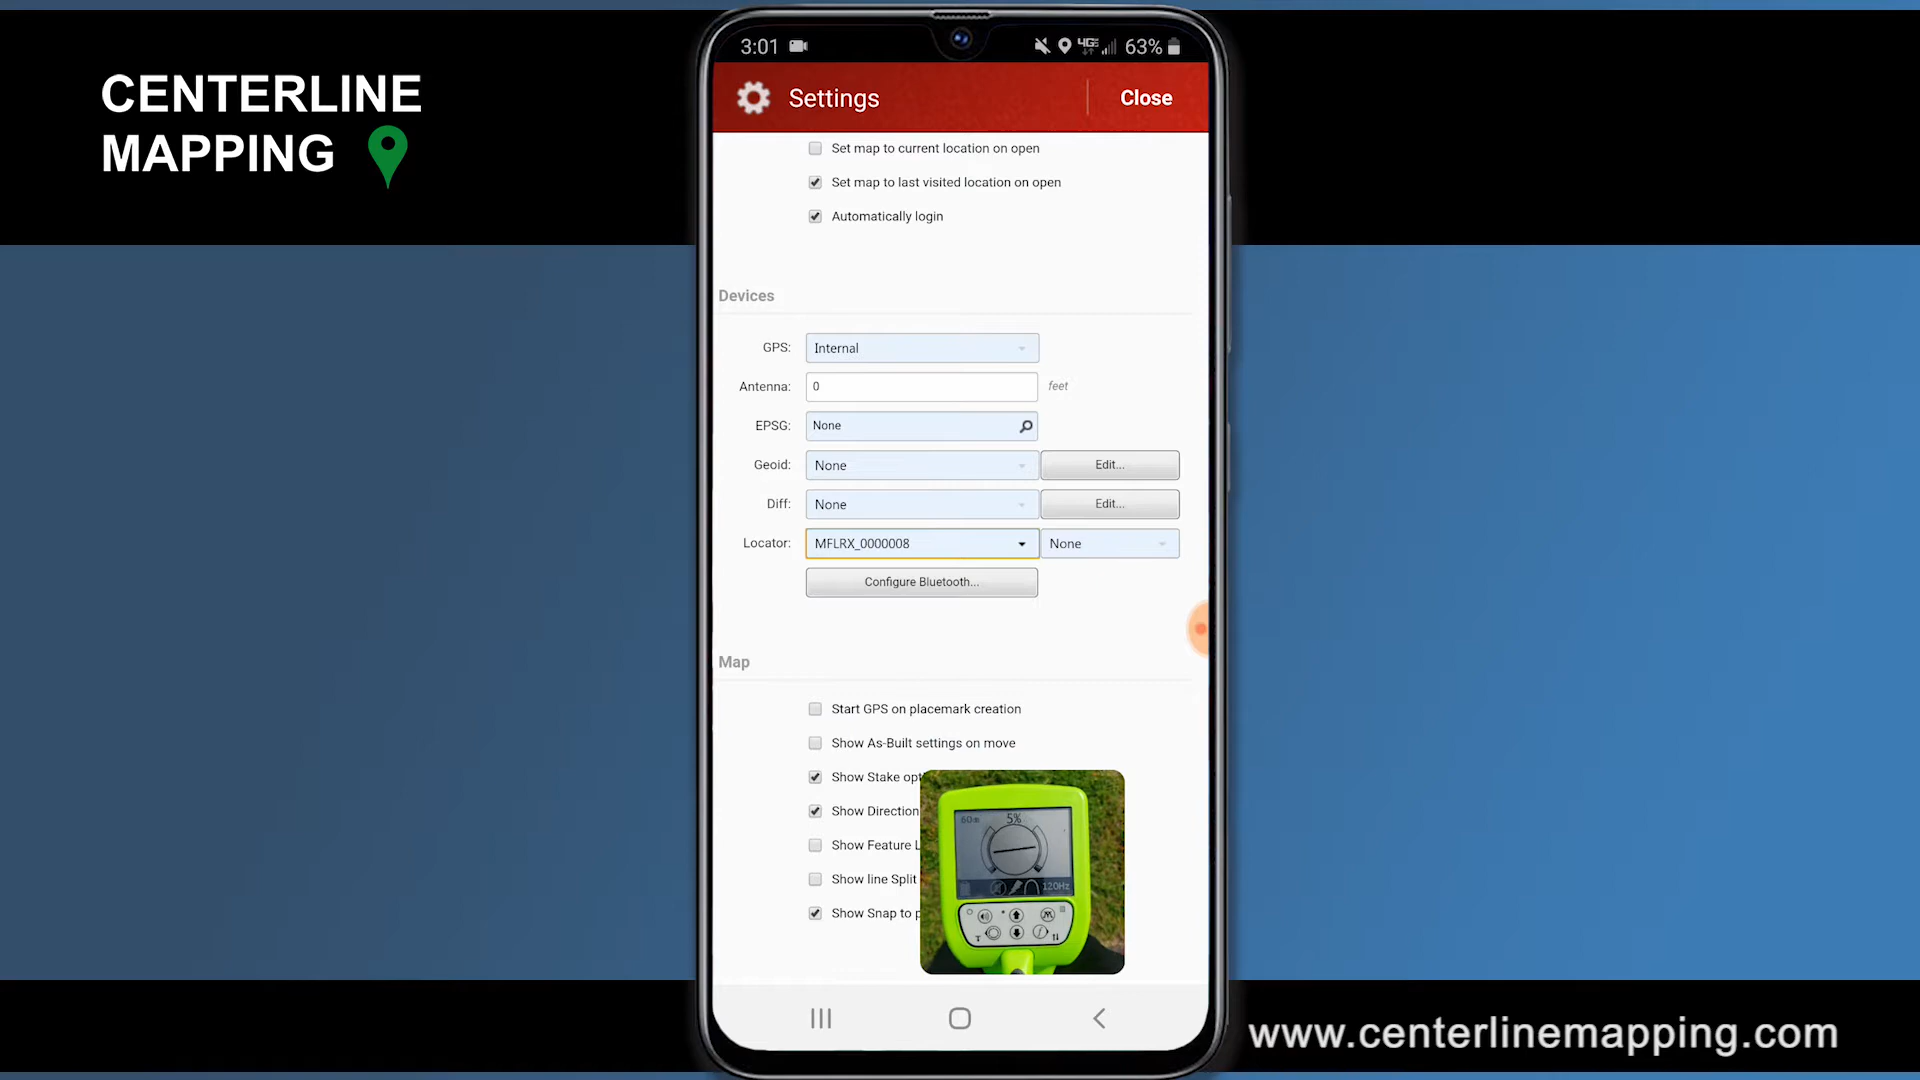 CENTERLINE
MAPPING
3:01
63%
Settings
Close
Set map to current location on open
Set map to last visited location on open
Automatically login
Devices
GPS: Internal
Antenna: 0 feet
EPSG: None
Geoid: None Edit...
Diff: None Edit...
Locator: MFLRX_0000008 None
Configure Bluetooth...
Map
Start GPS on placemark creation
Show As-Built settings on move
Show Stake opt
Show Direction
Show Feature L
Show line Split
Show Snap to p
5%
120Hz
www.centerlinemapping.com